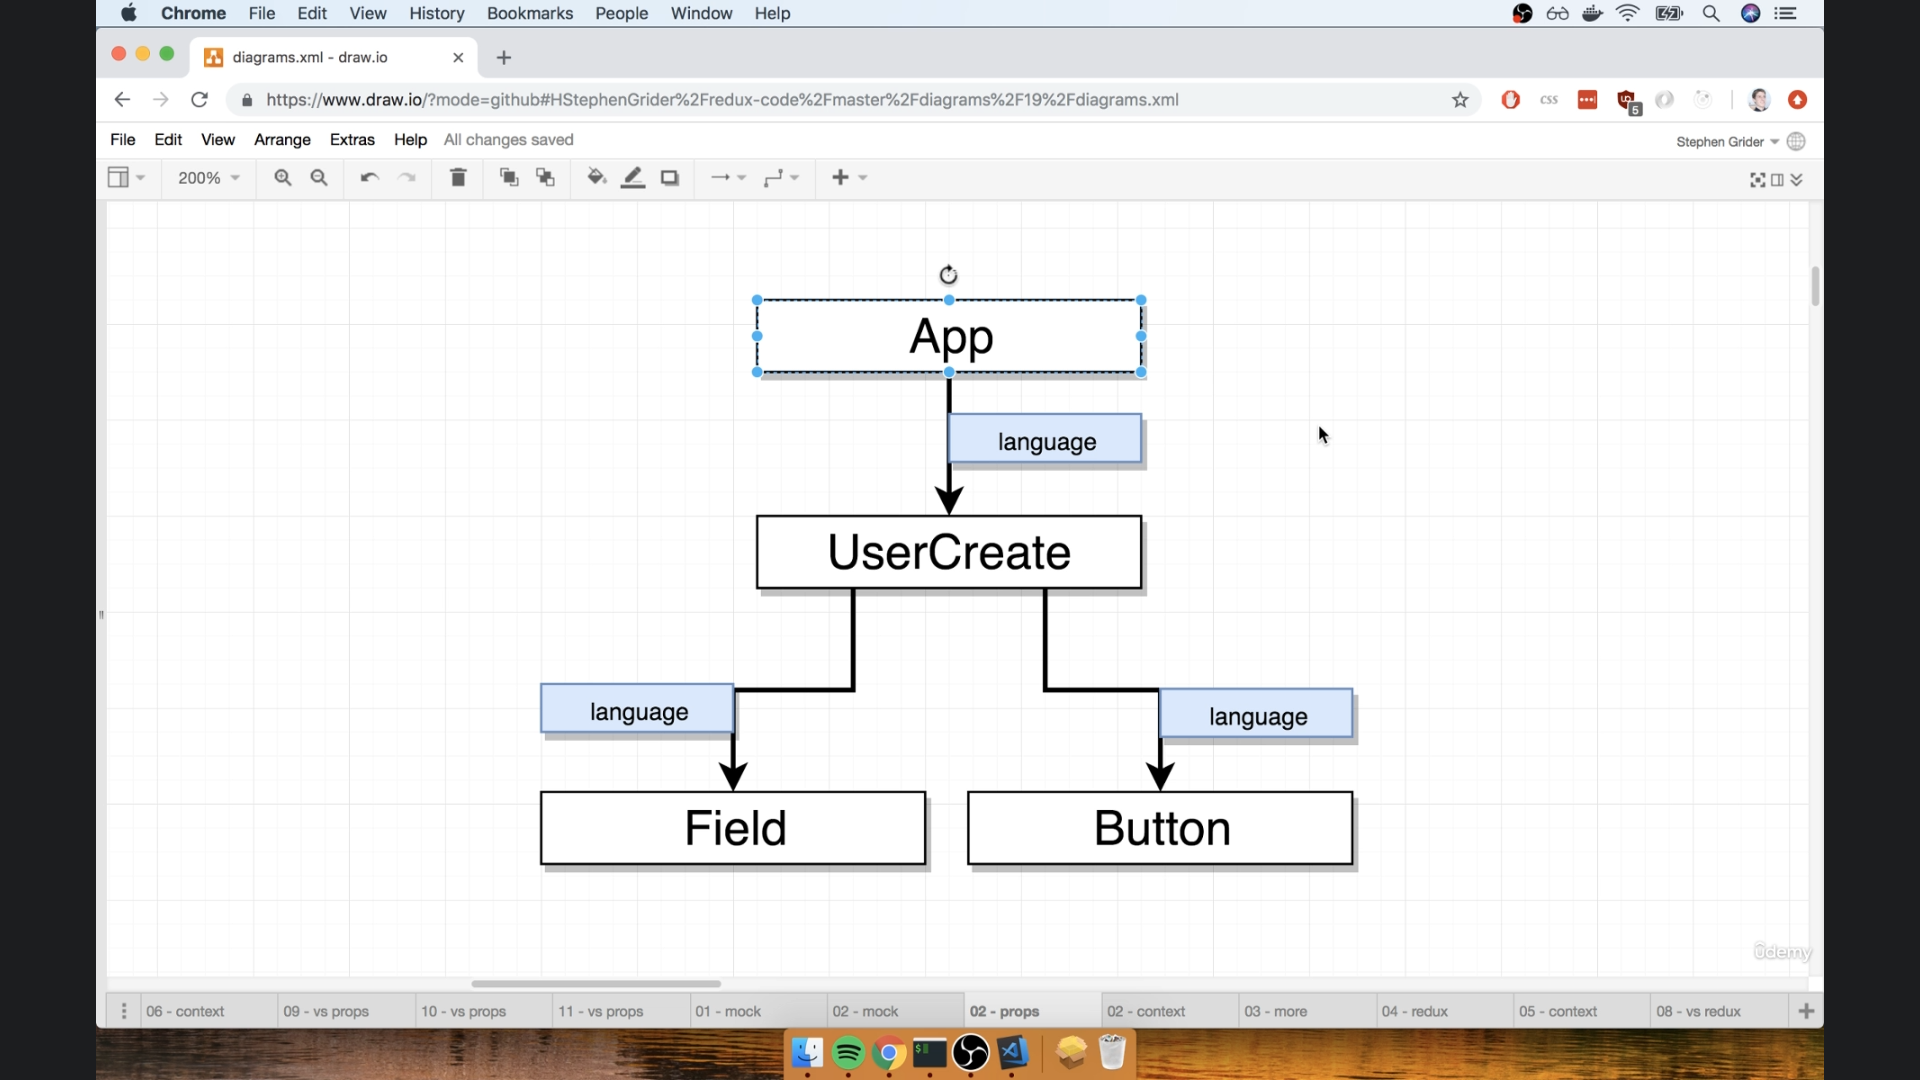 Chrome File Edit View History Bookmarks People Window Help
diagrams.xml - draw.io
https://www.draw.io/?mode=github#HStephenGrider%2Fredux-code%2Fmaster%2Fdiagrams%2F19%2Fdiagrams.xml
CSS
5
File Edit View Arrange Extras Help All changes saved
Stephen Grider
200%
App
language
UserCreate
language
language
Field
Button
ûdemy
06 - context
09 - vs props
10 - vs props
11 - vs props
01 - mock
02 - mock
02 - props
02 - context
03 - more
04 - redux
05 - context
08 - vs redux